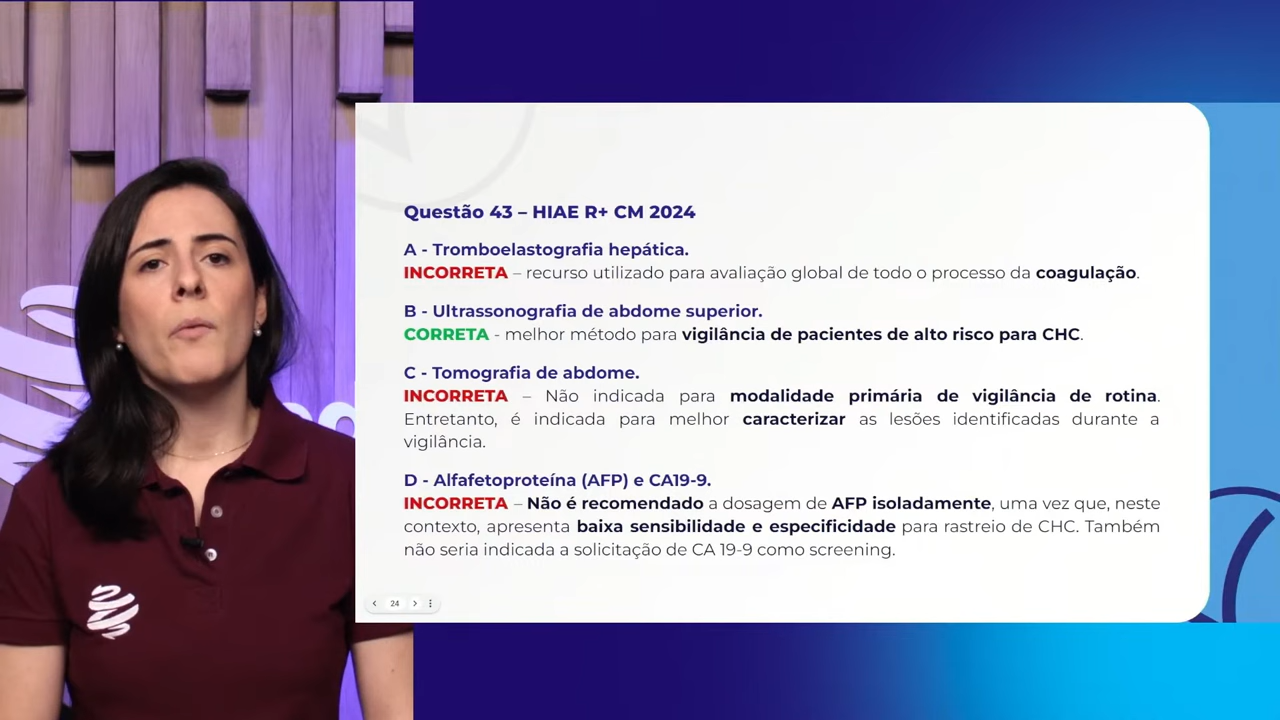 Questão 43 – HIAE R+ CM 2024
A - Tromboelastografia hepática.
INCORRETA – recurso utilizado para avaliação global de todo o processo da coagulação.
B - Ultrassonografia de abdome superior.
CORRETA - melhor método para vigilância de pacientes de alto risco para CHC.
C - Tomografia de abdome.
INCORRETA – Não indicada para modalidade primária de vigilância de rotina.
Entretanto, é indicada para melhor caracterizar as lesões identificadas durante a
vigilância.
D - Alfafetoproteína (AFP) e CA19-9.
INCORRETA – Não é recomendado a dosagem de AFP isoladamente, uma vez que, neste
contexto, apresenta baixa sensibilidade e especificidade para rastreio de CHC. Também
não seria indicada a solicitação de CA 19-9 como screening.
24